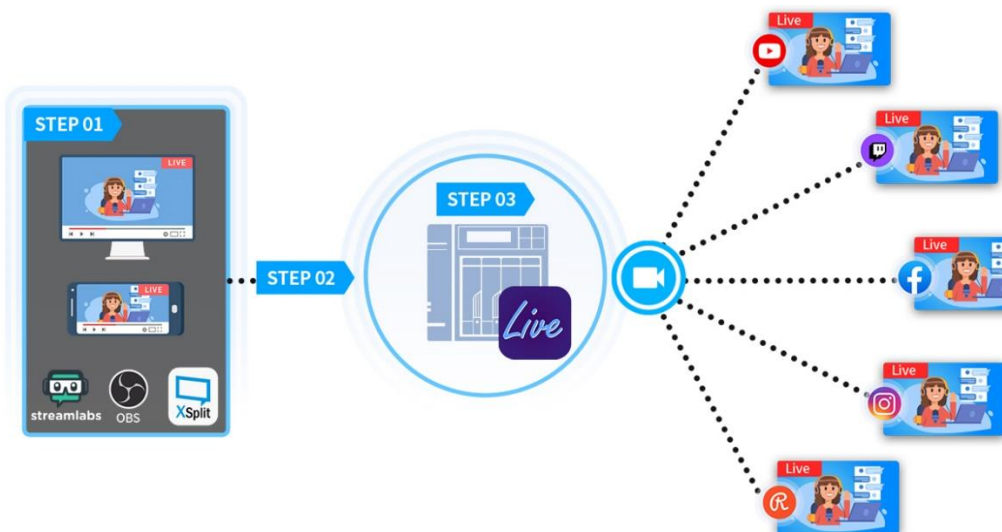 STEP 01
LIVE
LIVE
streamlabs
OBS
XSplit
STEP 02
STEP 03
Live
Live
Live
Live
Live
Live